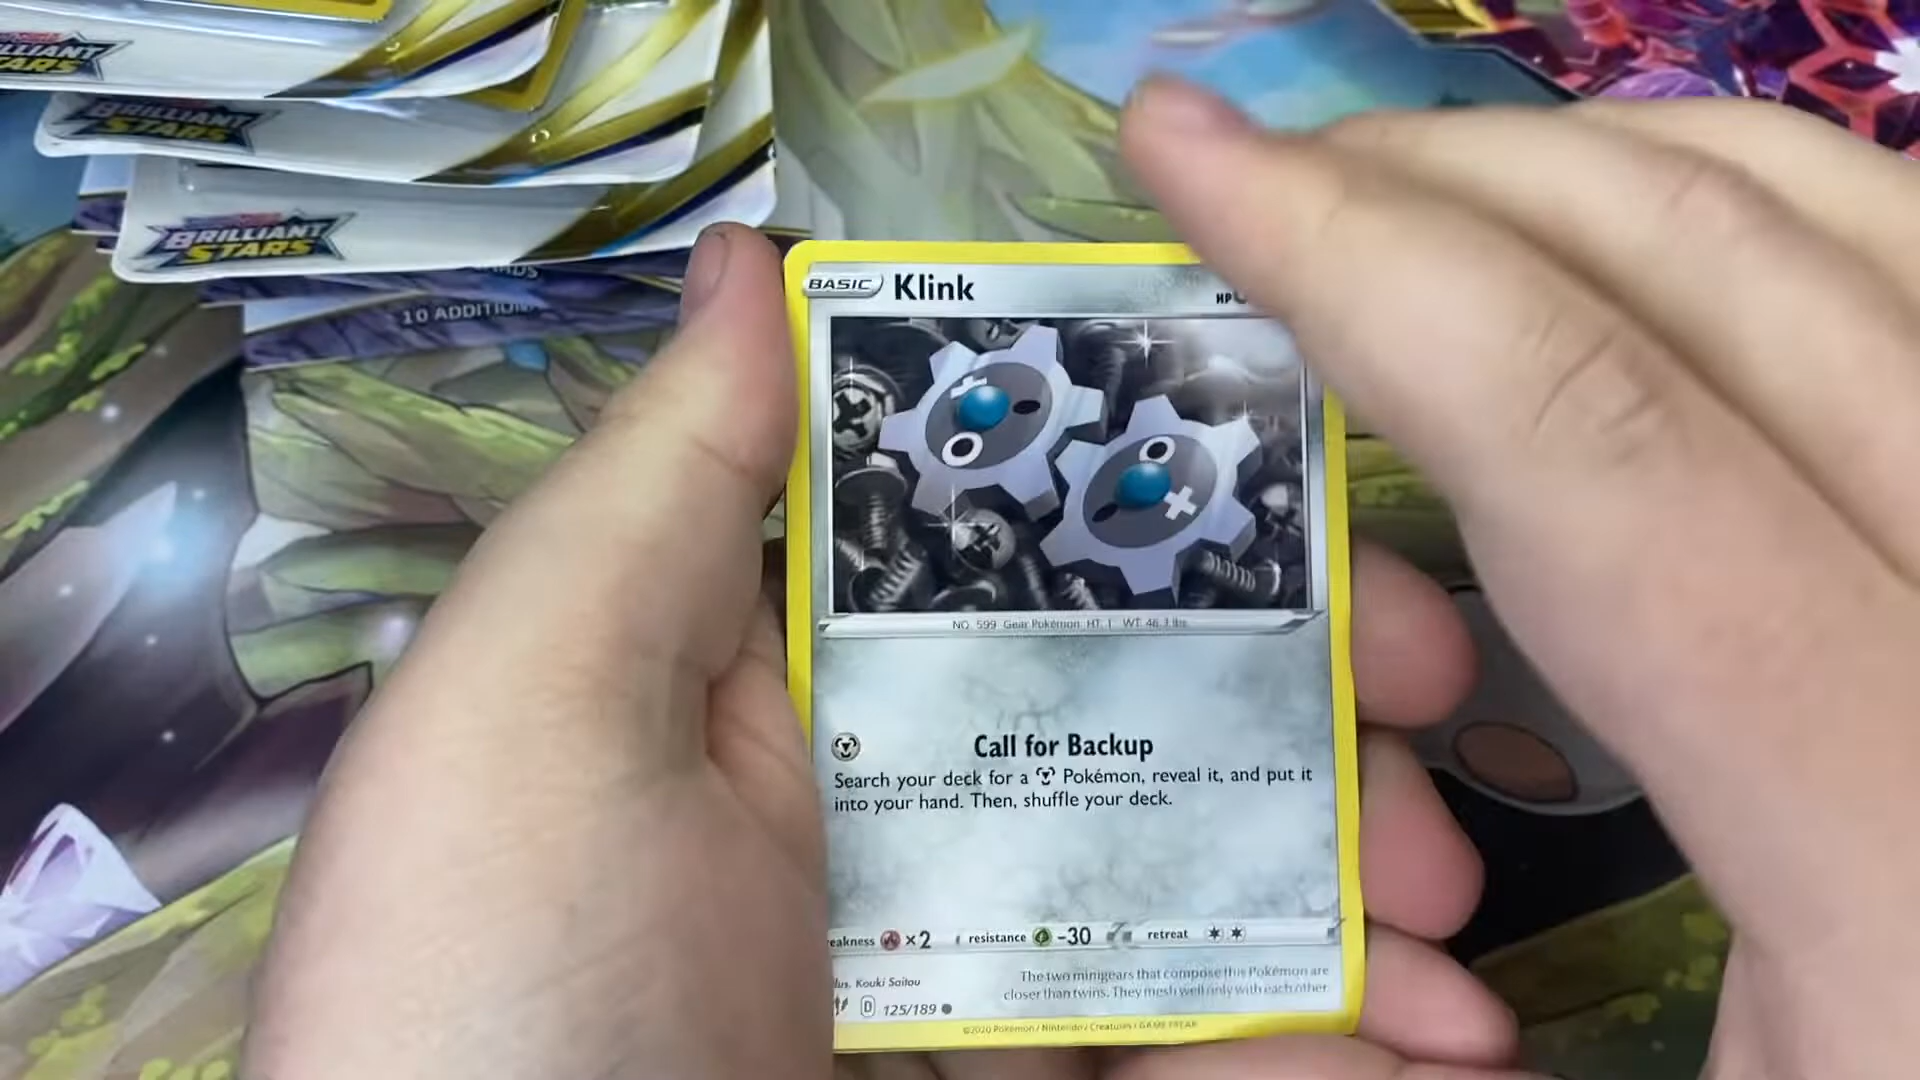 BRILLIANT
STARS
BRILLIANT
STARS
BRILLIANT
STARS
10 ADDITION
BASIC Klink HP
NO. 599 Gear Pokémon HT. 1 WT. 46.3 lbs
Call for Backup
Search your deck for a Pokémon, reveal it, and put it
into your hand. Then, shuffle your deck.
eakness ×2 resistance -30 retreat
lus. Kouki Saitou
The two minigears that compose this Pokémon are
closer than twins. They mesh well only with each other.
D 125/189
©2020 Pokémon / Nintendo / Creatures / GAME FREAK